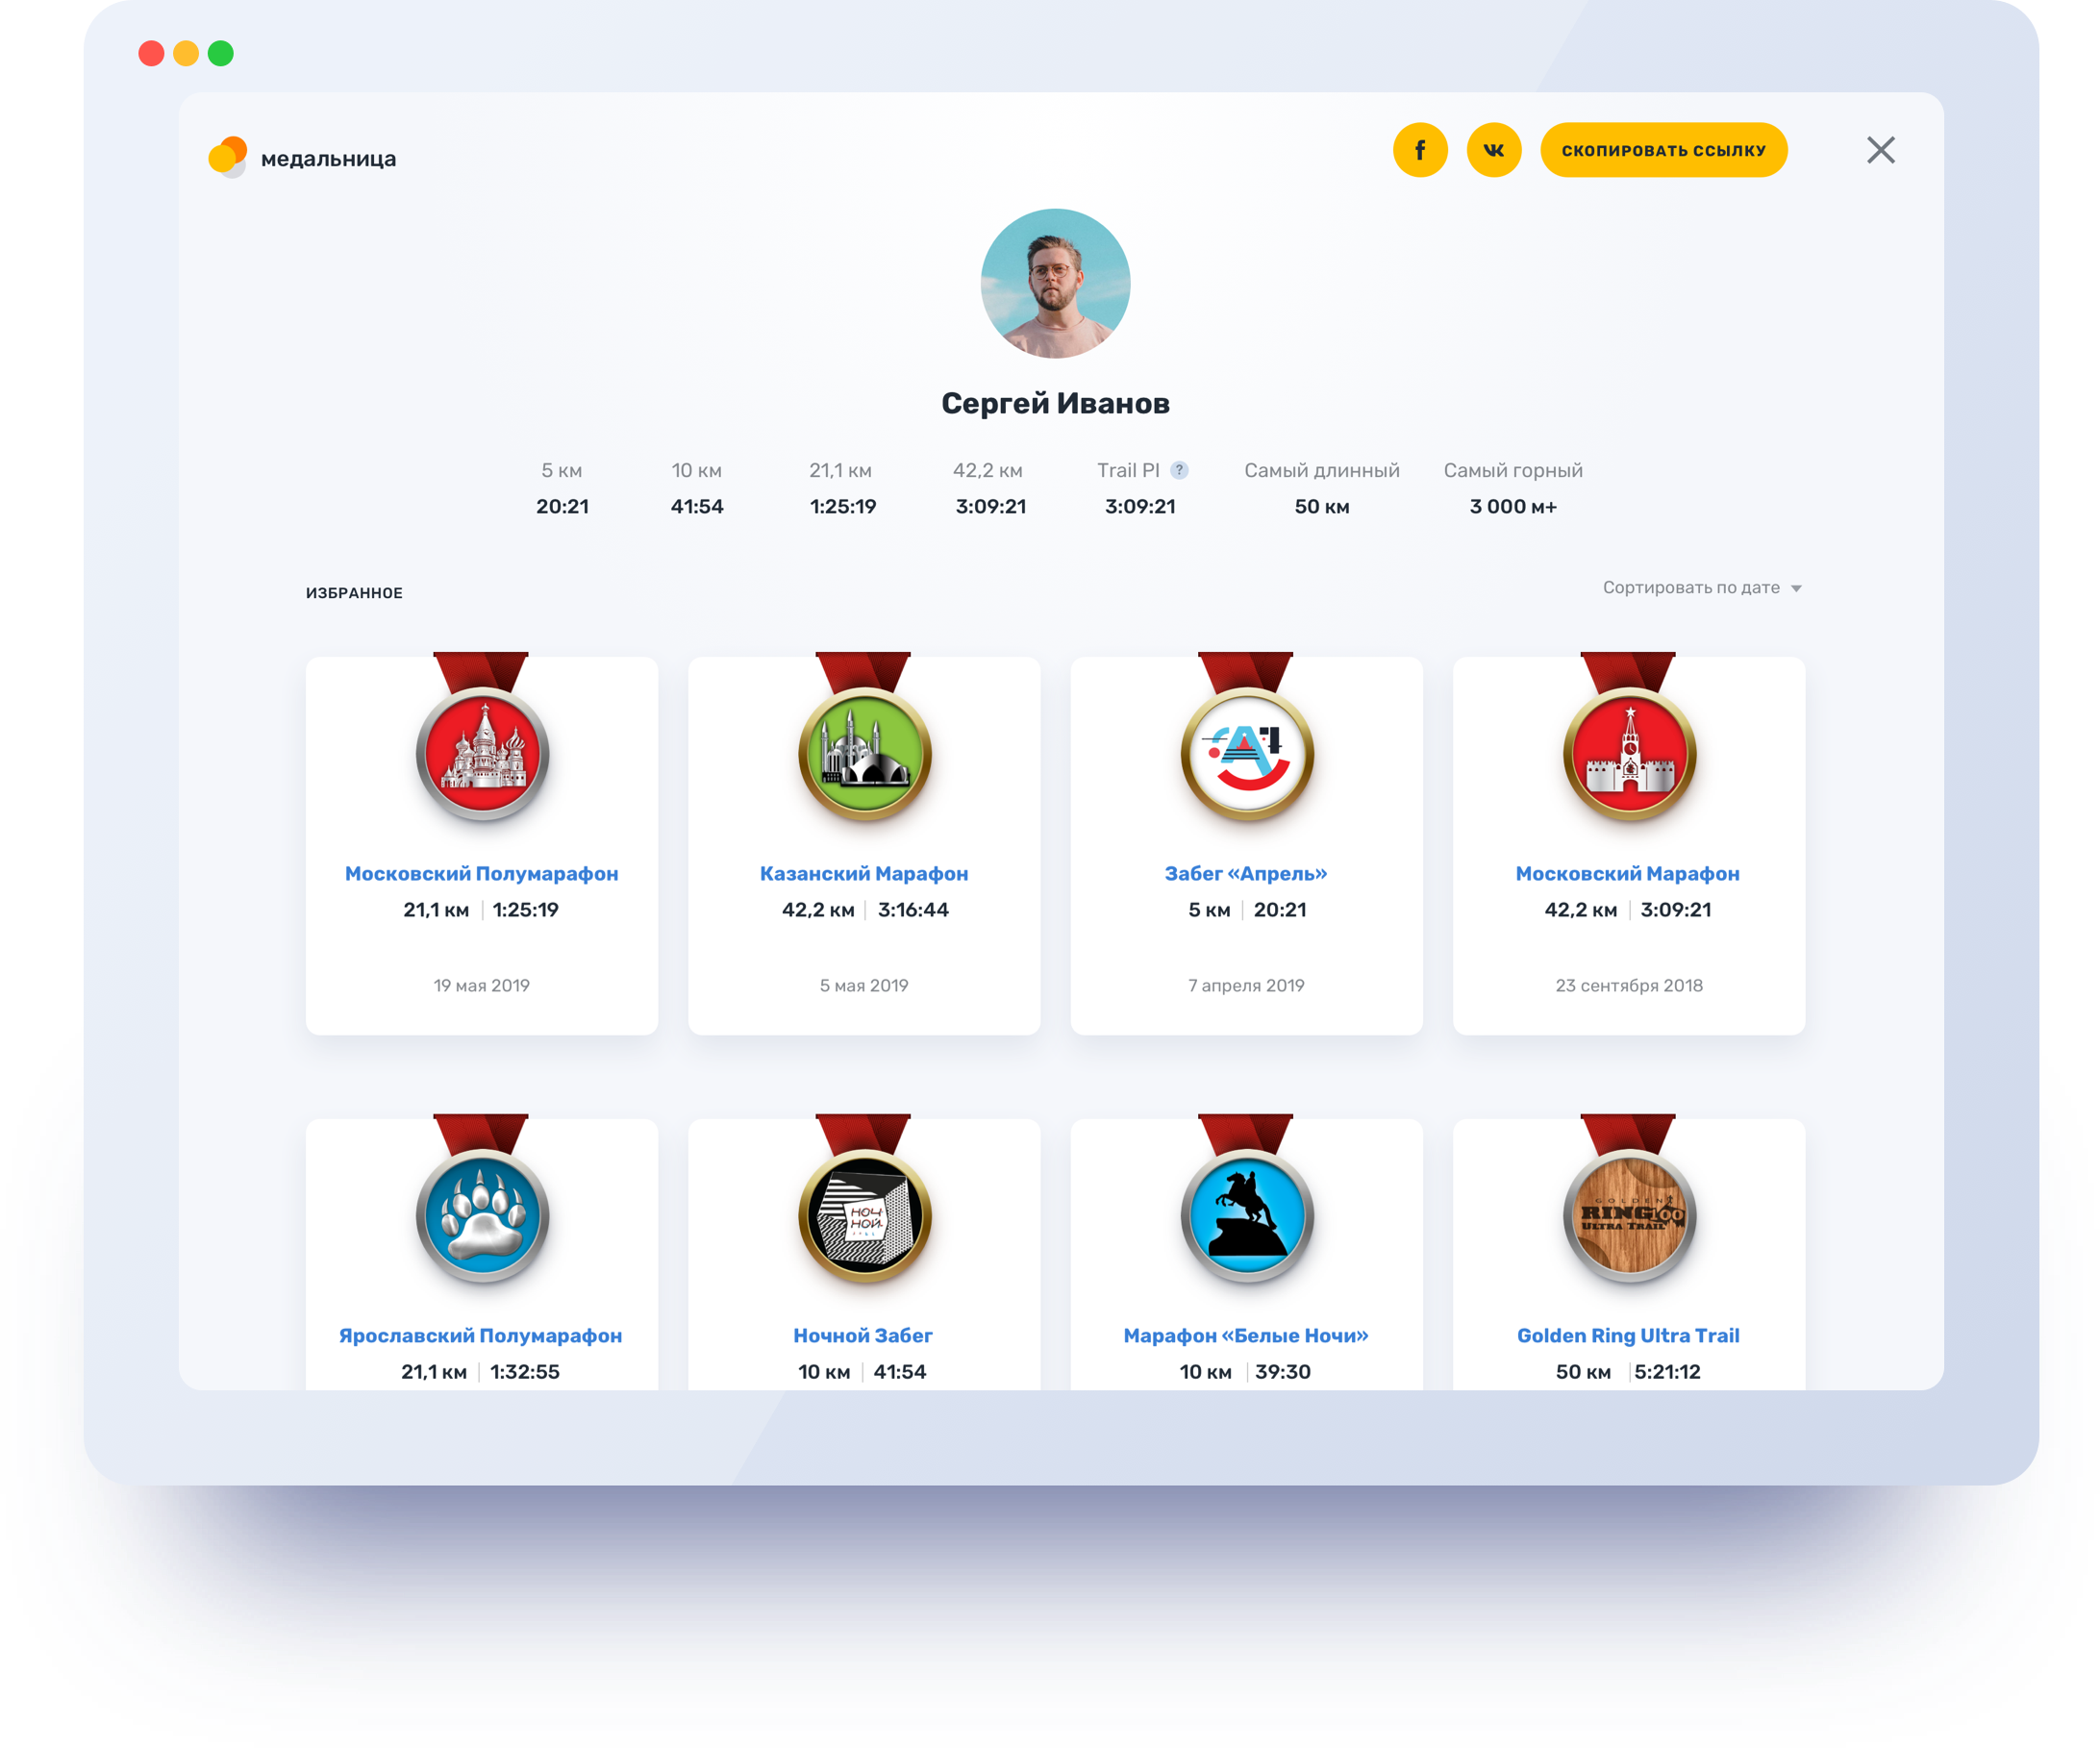 медальница
f
СКОПИРОВАТЬ ССЫЛКУ
Сергей Иванов
5 км 10 км 21,1 км 42,2 км Trail PI ? Самый длинный Самый горный
20:21 41:54 1:25:19 3:09:21 3:09:21 50 км 3 000 м+
ИЗБРАННОЕ
Сортировать по дате
Московский Полумарафон
21,1 км 1:25:19
19 мая 2019
Казанский Марафон
42,2 км 3:16:44
5 мая 2019
Забег «Апрель»
5 км 20:21
7 апреля 2019
Московский Марафон
42,2 км 3:09:21
23 сентября 2018
Ярославский Полумарафон
21,1 км 1:32:55
НОЧ
НОЙ
Ночной Забег
10 км 41:54
Марафон «Белые Ночи»
10 км 39:30
GOLDEN
RING100
ULTRA TRAIL
Golden Ring Ultra Trail
50 км 5:21:12